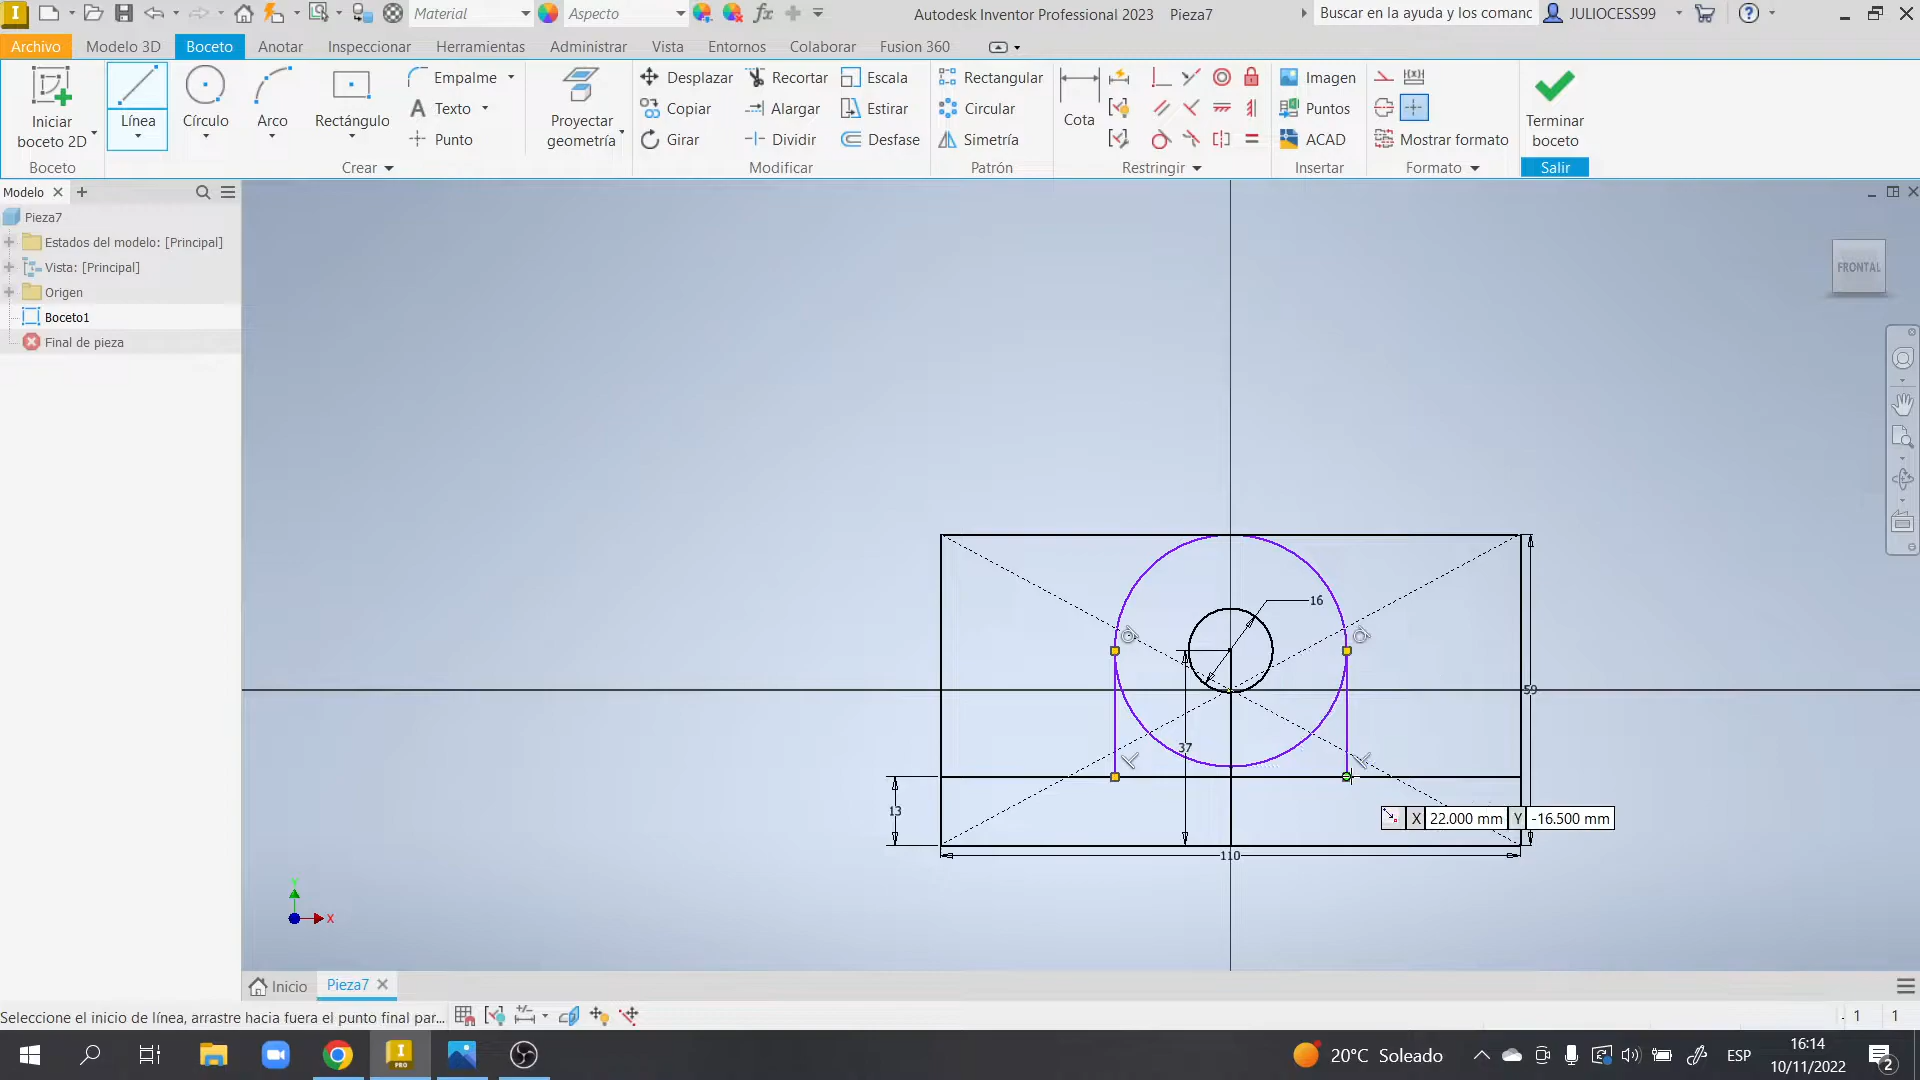 Material
Aspecto
Autodesk Inventor Professional 2023 Pieza7
Buscar en la ayuda y los comanc
JULIOCESS99
Archivo
Modelo 3D
Boceto
Anotar
Inspeccionar
Herramientas
Administrar
Vista
Entornos
Colaborar
Fusion 360
Iniciar
boceto 2D
Línea
Círculo
Arco
Rectángulo
Empalme
Texto
Punto
Proyectar
geometría
Desplazar
Copiar
Girar
Recortar
Alargar
Dividir
Escala
Estirar
Desfase
Rectangular
Circular
Simetría
Cota
Imagen
Puntos
ACAD
Mostrar formato
Terminar
boceto
Boceto
Crear
Modificar
Patrón
Restringir
Insertar
Formato
Salir
Modelo
Pieza7
Estados del modelo: [Principal]
Vista: [Principal]
Origen
Boceto1
Final de pieza
FRONTAL
16
59
37
13
X 22.000 mm Y -16.500 mm
110
Y
X
Inicio
Pieza7
Seleccione el inicio de línea, arrastre hacia fuera el punto final par...
1 1
20°C Soleado
ESP
16:14
10/11/2022
2